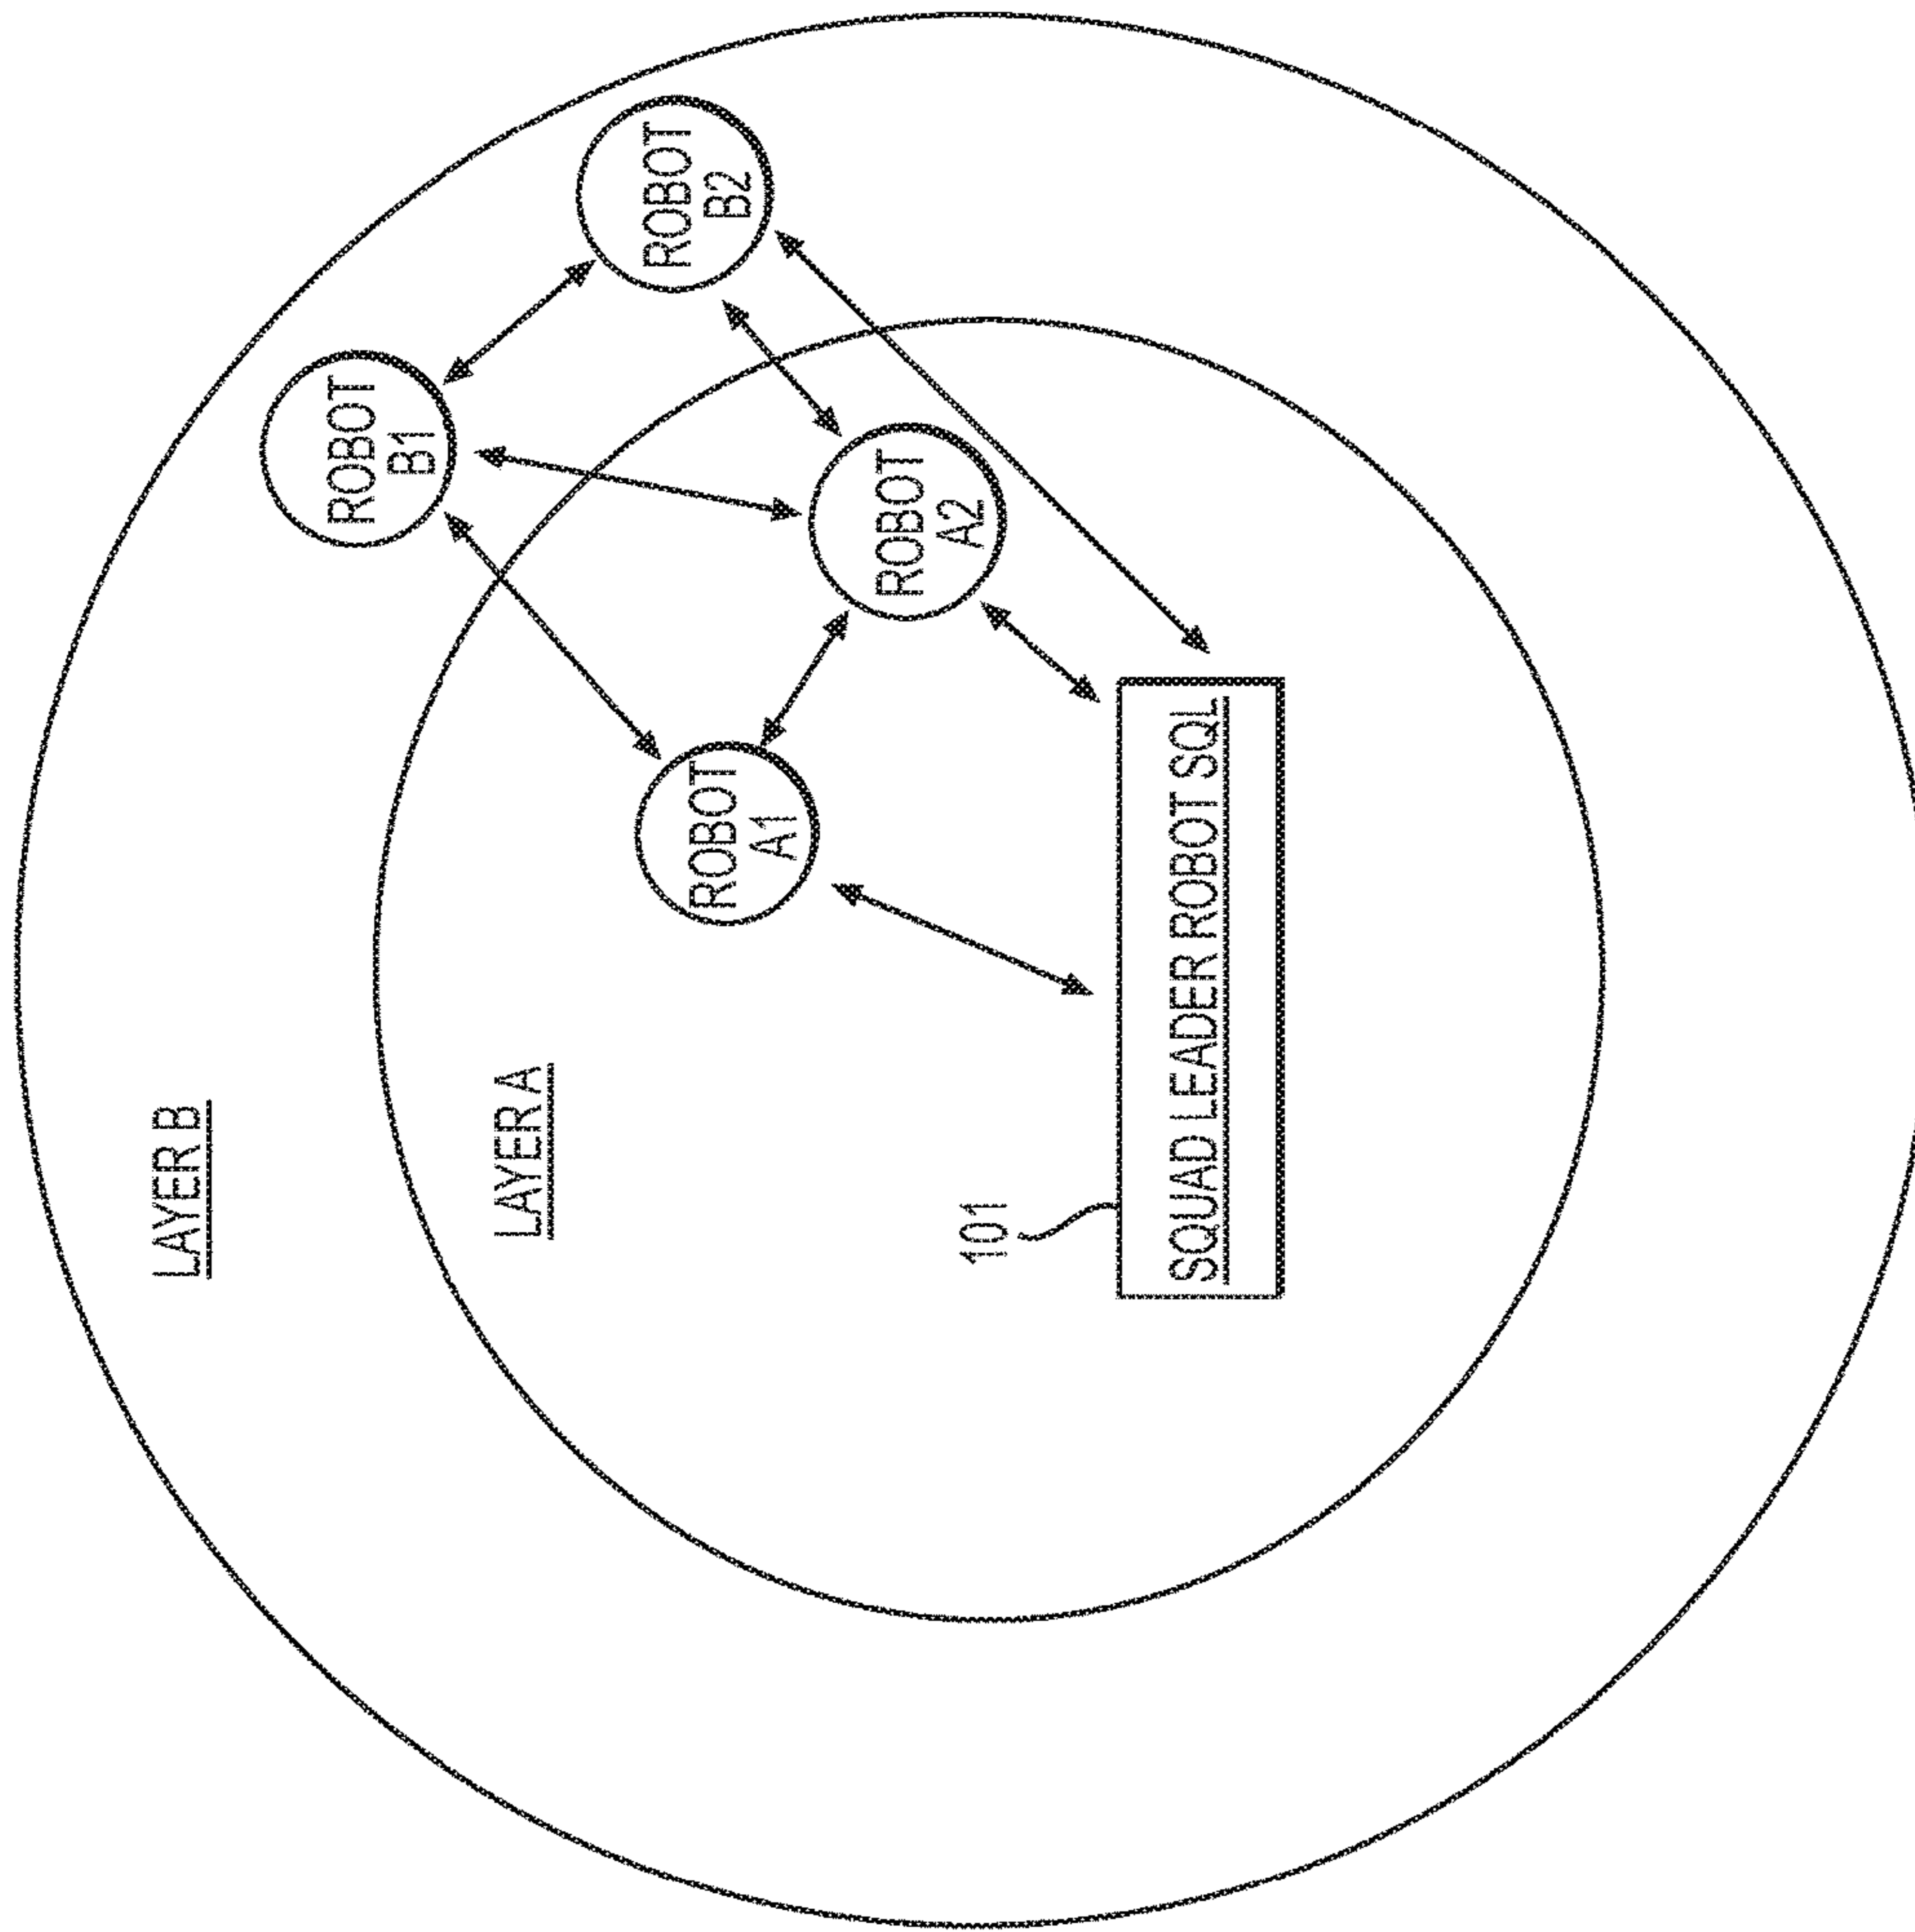 LAYER B
LAYER A
101
SQUAD LEADER ROBOT SQL
ROBOT
A1
ROBOT
A2
ROBOT
B1
ROBOT
B2